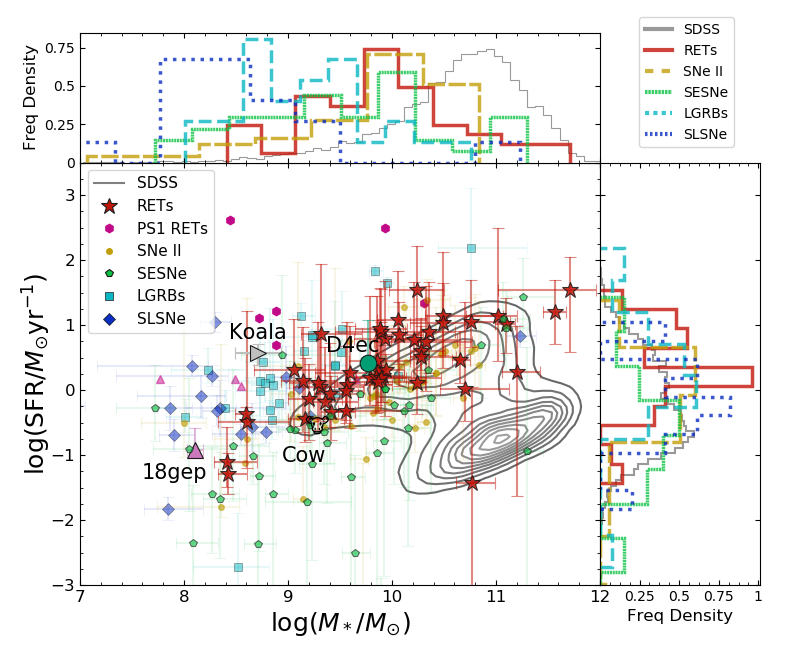 SDSS
RETs
SNe II
SESNe
LGRBs
SLSNe
Freq Density
0.75
0.5
0.25
0
SDSS
RETs
PS1 RETs
SNe II
SESNe
LGRBs
SLSNe
Koala
D4ec
Cow
18gep
log(SFR/M⊙yr−1)
3
2
1
0
−1
−2
−3
7 8 9 10 11 12
log(M∗/M⊙)
0.25 0.5 0.75 1
Freq Density